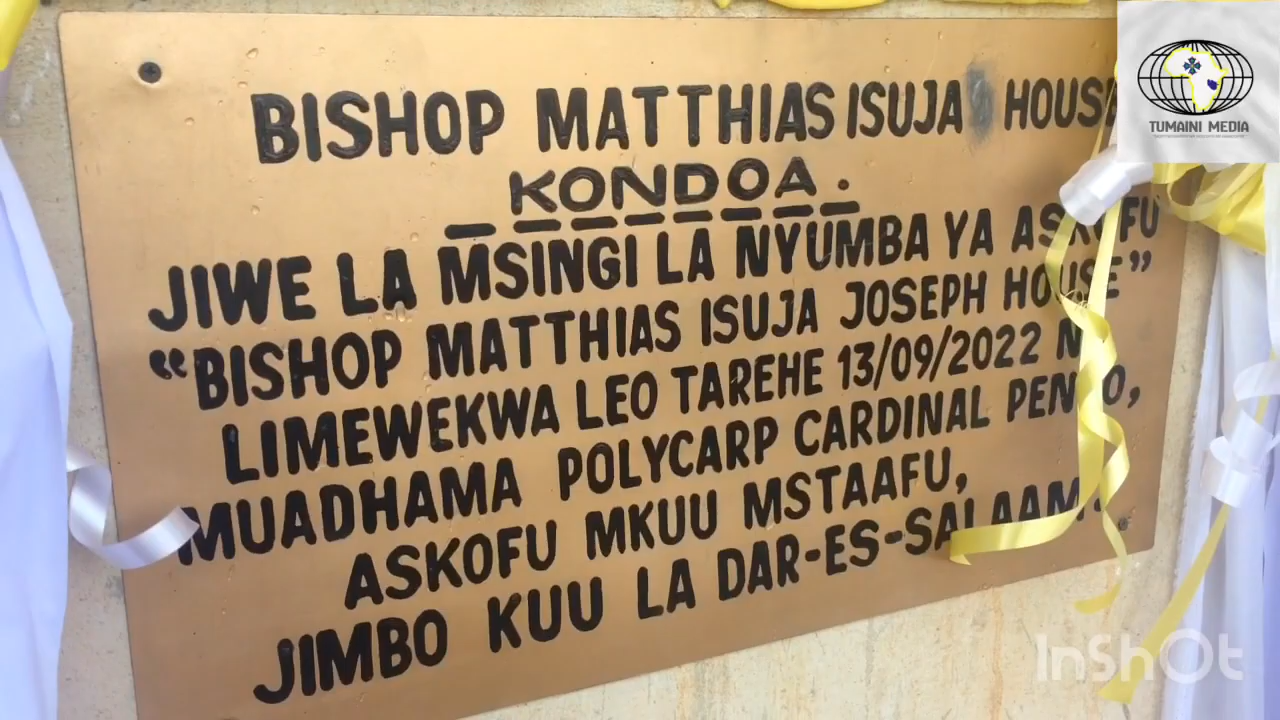 BISHOP MATTHIAS ISUJA HOUSE
KONDOA.
JIWE LA MSINGI LA NYUMBA YA ASKOFU
"BISHOP MATTHIAS ISUJA JOSEPH HOUSE"
LIMEWEKWA LEO TAREHE 13/09/2022
MUADHAMA POLYCARP CARDINAL PENGO,
ASKOFU MKUU MSTAAFU,
JIMBO KUU LA DAR-ES-SALAAM.
TUMAINI MEDIA
InShOt